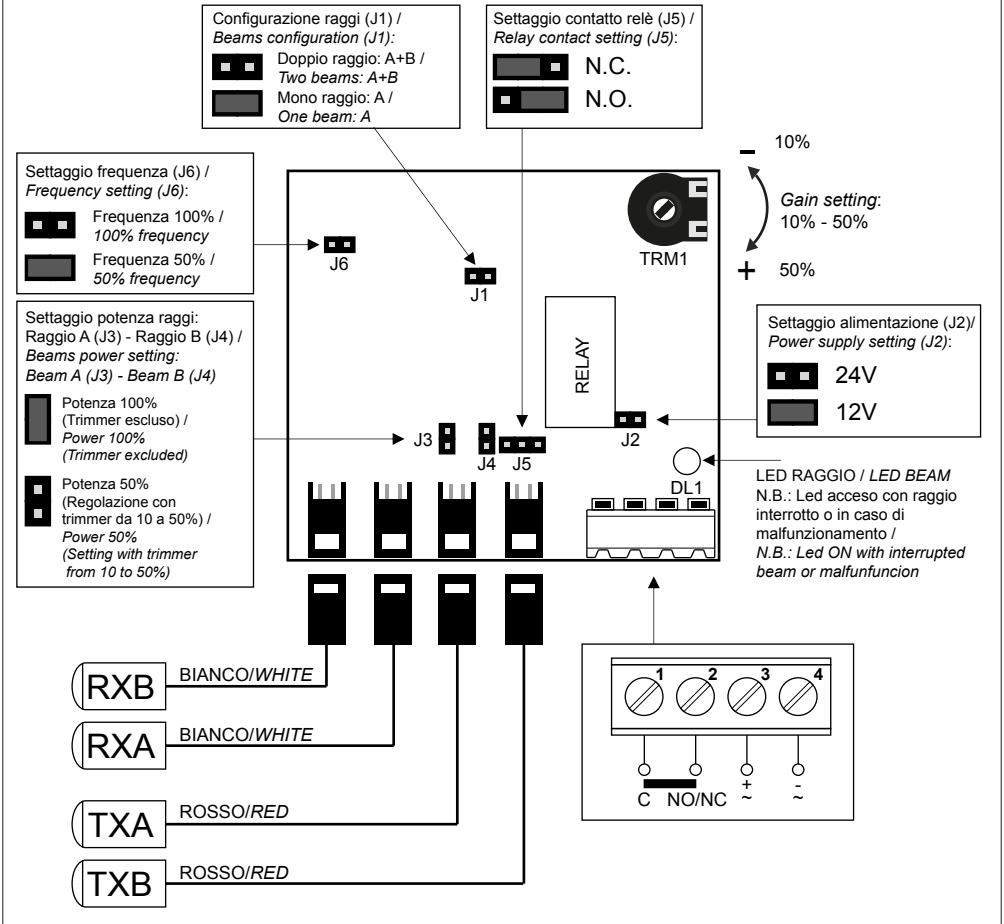 Configurazione raggi (J1) /
Beams configuration (J1):
Doppio raggio: A+B /
Two beams: A+B
Mono raggio: A /
One beam: A
Settaggio contatto relè (J5) /
Relay contact setting (J5):
N.C.
N.O.
Settaggio frequenza (J6) /
Frequency setting (J6):
Frequenza 100% /
100% frequency
Frequenza 50% /
50% frequency
Settaggio potenza raggi:
Raggio A (J3) - Raggio B (J4) /
Beams power setting:
Beam A (J3) - Beam B (J4)
Potenza 100%
(Trimmer escluso) /
Power 100%
(Trimmer excluded)
Potenza 50%
(Regolazione con
trimmer da 10 a 50%) /
Power 50%
(Setting with trimmer
from 10 to 50%)
J6
J1
TRM1
RELAY
J3
J4
J5
J2
DL1
- 10%
Gain setting:
10% - 50%
+ 50%
Settaggio alimentazione (J2)/
Power supply setting (J2):
24V
12V
LED RAGGIO / LED BEAM
N.B.: Led acceso con raggio
interrotto o in caso di
malfunzionamento /
N.B.: Led ON with interrupted
beam or malfunfuncion
RXB BIANCO/WHITE
RXA BIANCO/WHITE
TXA ROSSO/RED
TXB ROSSO/RED
1 2 3 4
C NO/NC + ~ - ~